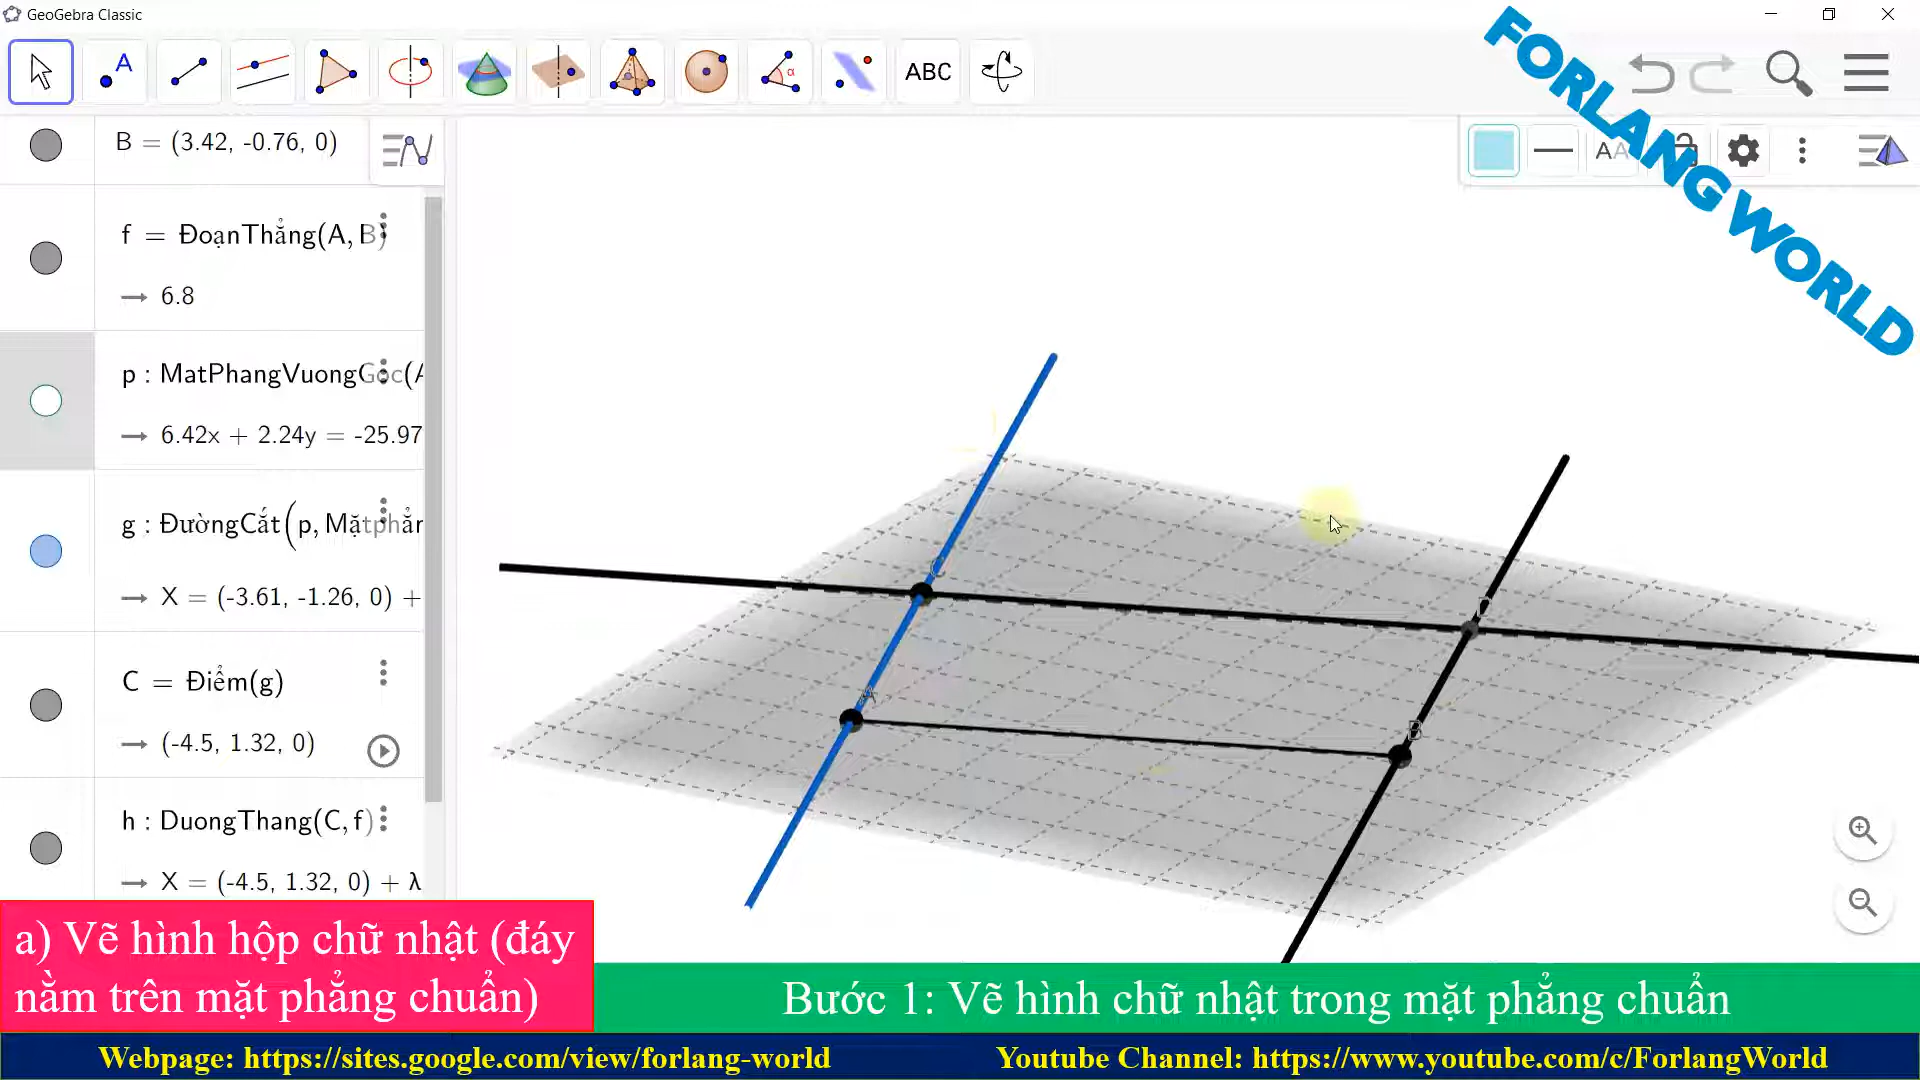 GeoGebra Classic
A
α
ABC
FORLANG WORLD
B = (3.42, -0.76, 0)
f = ĐoạnThẳng(A, B)
→ 6.8
p : MatPhangVuongGoc(A
→ 6.42x + 2.24y = -25.97
g : ĐườngCắt(p, Mặtphẳn
→ X = (-3.61, -1.26, 0) +
C = Điểm(g)
→ (-4.5, 1.32, 0)
h : DuongThang(C, f)
→ X = (-4.5, 1.32, 0) + λ
AA
C
D
A
B
a) Vẽ hình hộp chữ nhật (đáy
nằm trên mặt phẳng chuẩn)
Bước 1: Vẽ hình chữ nhật trong mặt phẳng chuẩn
Webpage: https://sites.google.com/view/forlang-world
Youtube Channel: https://www.youtube.com/c/ForlangWorld